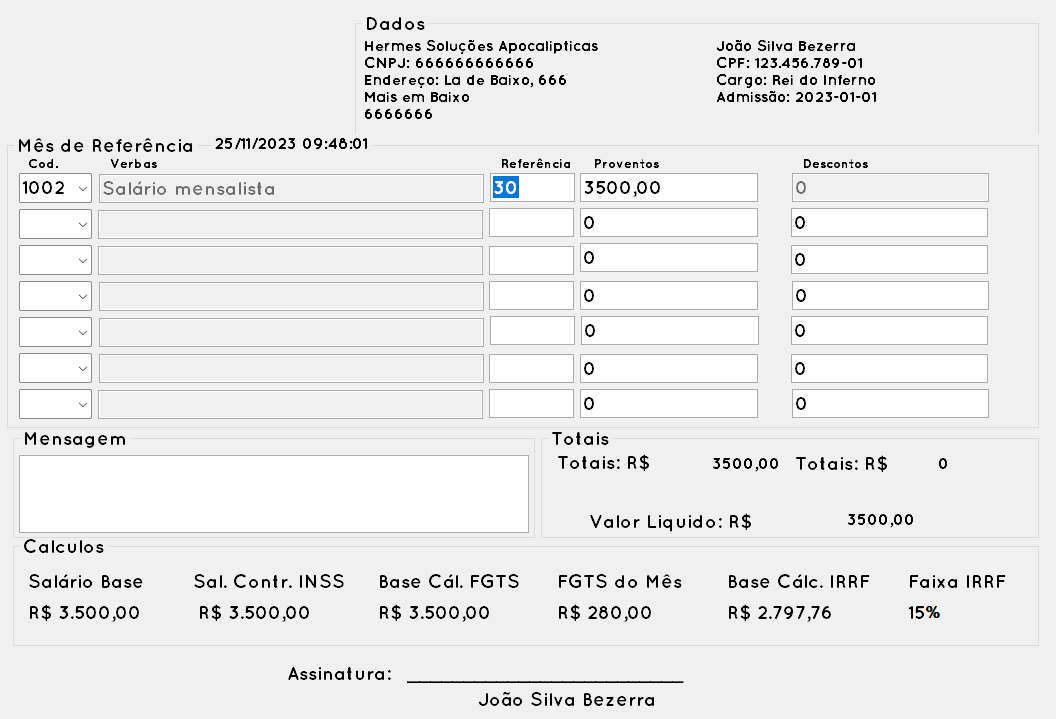 Dados
Hermes Soluções Apocalipticas João Silva Bezerra
CNPJ: 666666666666 CPF: 123.456.789-01
Endereço: La de Baixo, 666 Cargo: Rei do Inferno
Mais em Baixo Admissão: 2023-01-01
6666666
Mês de Referência 25/11/2023 09:48:01
Cod. Verbas Referência Proventos Descontos
1002 Salário mensalista 30 3500,00 0
0 0
0 0
0 0
0 0
0 0
0 0
Mensagem Totais
Totais: R$ 3500,00 Totais: R$ 0
Valor Liquido: R$ 3500,00
Calculos
Salário Base Sal. Contr. INSS Base Cál. FGTS FGTS do Mês Base Cálc. IRRF Faixa IRRF
R$ 3.500,00 R$ 3.500,00 R$ 3.500,00 R$ 280,00 R$ 2.797,76 15%
Assinatura: __________________________
João Silva Bezerra